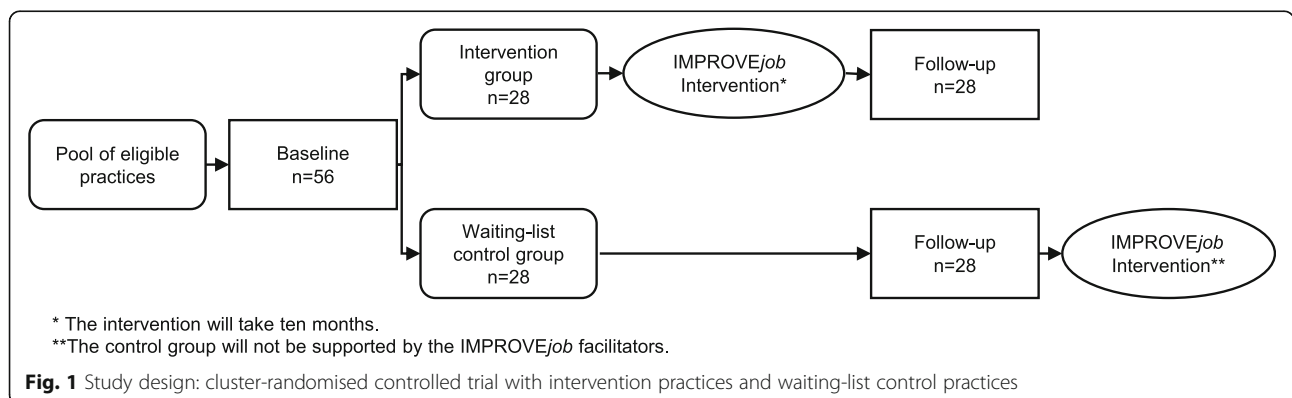 Pool of eligible
practices
Baseline
n=56
Intervention
group
n=28
IMPROVEjob
Intervention*
Follow-up
n=28
Waiting-list
control group
n=28
Follow-up
n=28
IMPROVEjob
Intervention**
* The intervention will take ten months.
**The control group will not be supported by the IMPROVEjob facilitators.
Fig. 1 Study design: cluster-randomised controlled trial with intervention practices and waiting-list control practices